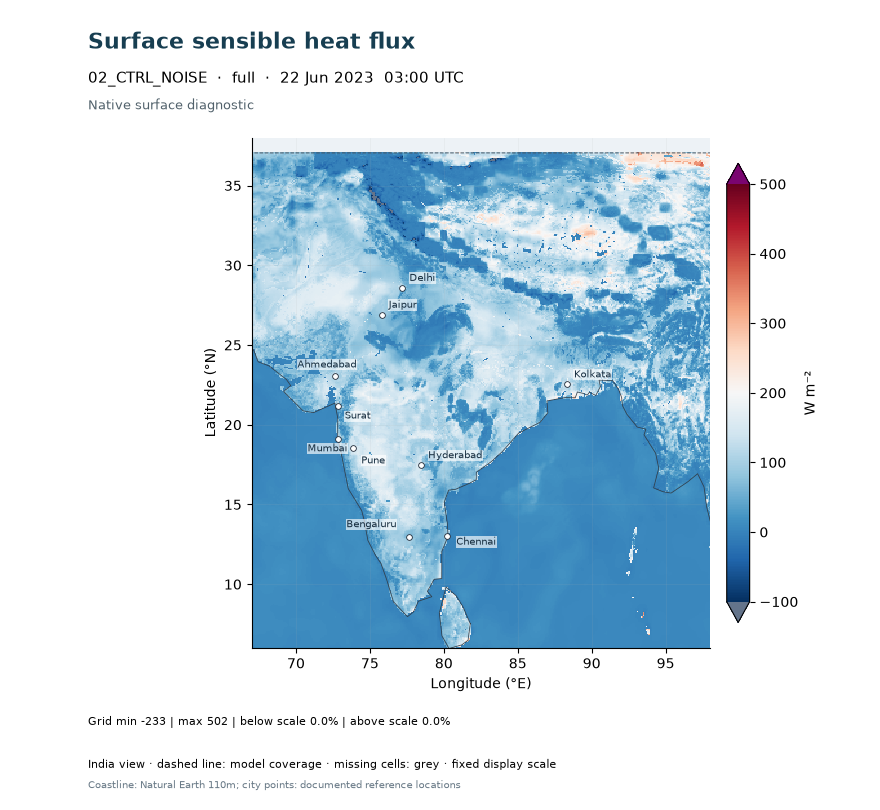 Surface sensible heat flux
02_CTRL_NOISE · full · 22 Jun 2023 03:00 UTC
Native surface diagnostic
35
30
25
20
15
10
Latitude (°N)
Delhi
Jaipur
Ahmedabad
Kolkata
Surat
Mumbai
Pune
Hyderabad
Bengaluru
Chennai
70
75
80
85
90
95
Longitude (°E)
500
400
300
200
100
0
−100
W m⁻²
Grid min -233 | max 502 | below scale 0.0% | above scale 0.0%
India view · dashed line: model coverage · missing cells: grey · fixed display scale
Coastline: Natural Earth 110m; city points: documented reference locations